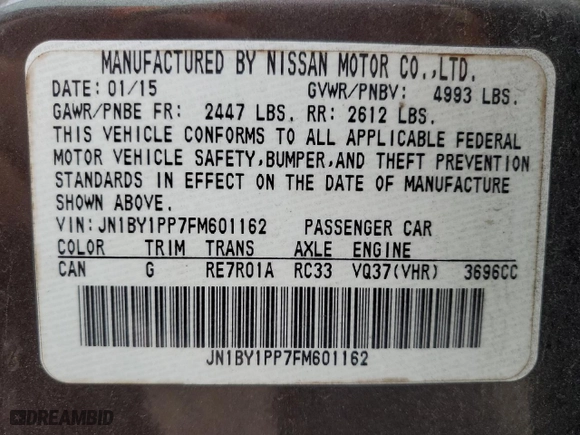 MANUFACTURED BY NISSAN MOTOR CO.,LTD.
DATE: 01/15 GVWR/PNBV: 4993 LBS.
GAWR/PNBE FR: 2447 LBS. RR: 2612 LBS.
THIS VEHICLE CONFORMS TO ALL APPLICABLE FEDERAL
MOTOR VEHICLE SAFETY,BUMPER,AND THEFT PREVENTION
STANDARDS IN EFFECT ON THE DATE OF MANUFACTURE
SHOWN ABOVE.
VIN:JN1BY1PP7FM601162 PASSENGER CAR
COLOR TRIM TRANS AXLE ENGINE
CAN G RE7R01A RC33 VQ37(VHR) 3696CC
JN1BY1PP7FM601162
DREAMBID